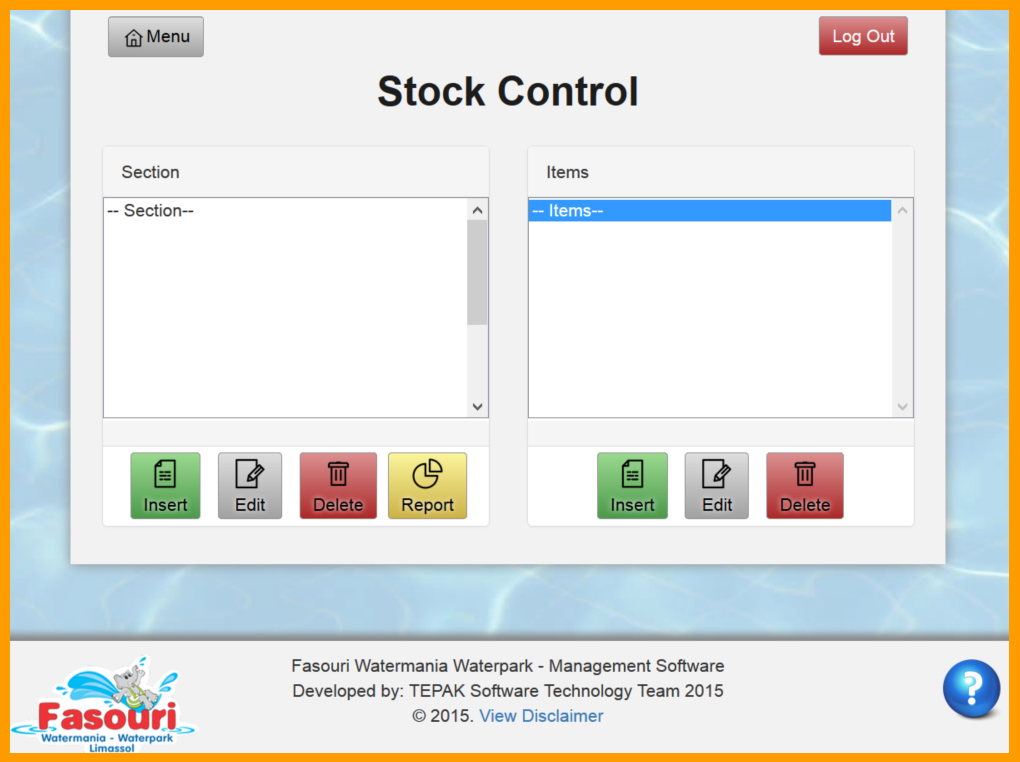 Menu
Log Out
Stock Control
Section
Items
-- Section--
-- Items--
Insert
Edit
Delete
Report
Insert
Edit
Delete
Fasouri Watermania Waterpark - Management Software
Developed by: TEPAK Software Technology Team 2015
© 2015. View Disclaimer
Fasouri
Watermania - Waterpark
Limassol
?